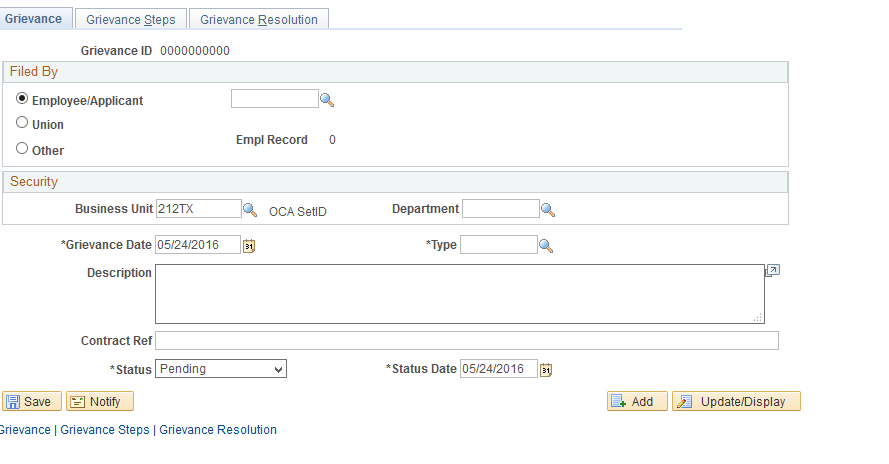 Grievance Grievance Steps Grievance Resolution
Grievance ID 0000000000
Filed By
Employee/Applicant
Union
Empl Record 0
Other
Security
Business Unit 212TX OCA SetID Department
*Grievance Date 05/24/2016 31 *Type
Description
Contract Ref
*Status Pending *Status Date 05/24/2016 31
Save Notify Add Update/Display
Grievance | Grievance Steps | Grievance Resolution